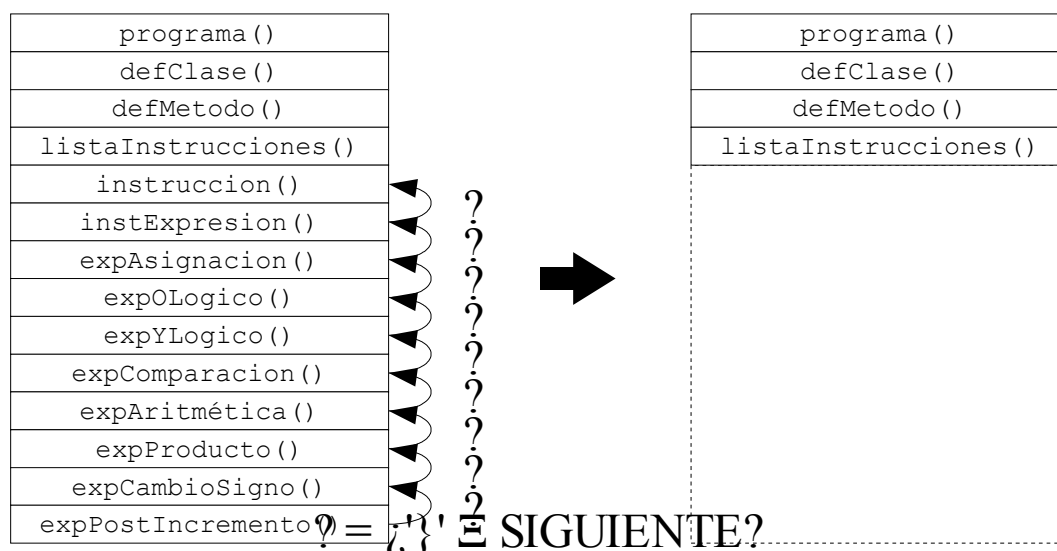 programa()
defClase()
defMetodo()
listaInstrucciones()
instruccion()
instExpresion()
expAsignacion()
expOLogico()
expYLogico()
expComparacion()
expAritmética()
expProducto()
expCambioSigno()
expPostIncremento()
?
?
?
?
?
?
?
?
?
? = ¿'}' Ξ SIGUIENTE?
programa()
defClase()
defMetodo()
listaInstrucciones()